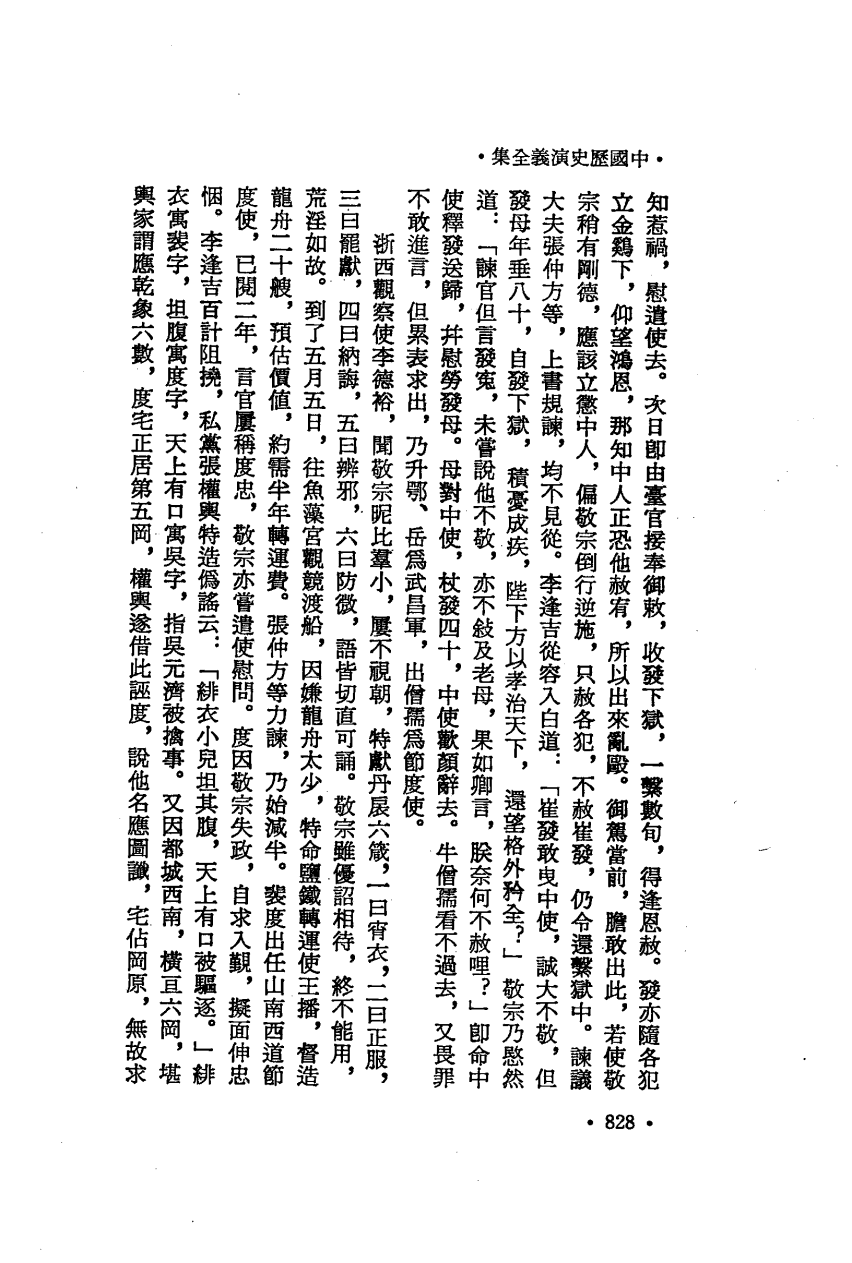 •中國歷史演義全集•
知惹禍，慰遣使去。次日卽由臺官接奉御敕，收發下獄，一繫數旬，得逢恩赦。發亦隨各犯
立金鷄下，仰望鴻恩，那知中人正恐他赦宥，所以出來亂毆。御駕當前，膽敢出此，若使敬
宗稍有剛德，應該立懲中人，偏敬宗倒行逆施，只赦各犯，不赦崔發，仍令還繫獄中。諫議
大夫張仲方等，上書規諫，均不見從。李逢吉從容入白道：「崔發敢曳中使，誠大不敬，但
發母年垂八十，自發下獄，積憂成疾，陛下方以孝治天下，還望格外矜全？」敬宗乃愍然
道：「諫官但言發寃，未嘗說他不敬，亦不敍及老母，果如卿言，朕奈何不赦哩？」卽命中
使釋發送歸，幷慰勞發母。母對中使，杖發四十，中使歡顏辭去。牛僧孺看不過去，又畏罪
不敢進言，但累表求出，乃升鄂、岳爲武昌軍，出僧孺爲節度使。
浙西觀察使李德裕，聞敬宗昵比羣小，屢不視朝，特獻丹扆六箴，一曰宵衣，二曰正服，
三曰罷獻，四曰納誨，五曰辨邪，六曰防微，語皆切直可誦。敬宗雖優詔相待，終不能用，
荒淫如故。到了五月五日，往魚藻宮觀競渡船，因嫌龍舟太少，特命鹽鐵轉運使王播，督造
龍舟二十艘，預估價值，約需半年轉運費。張仲方等力諫，乃始減半。裴度出任山南西道節
度使，已閱二年，言官屢稱度忠，敬宗亦嘗遣使慰問。度因敬宗失政，自求入覲，擬面伸忠
悃。李逢吉百計阻撓，私黨張權輿特造僞謠云：「緋衣小兒坦其腹，天上有口被驅逐。」緋
衣寓裴字，坦腹寓度字，天上有口寓吳字，指吳元濟被擒事。又因都城西南，橫亘六岡，堪
輿家謂應乾象六數，度宅正居第五岡，權輿遂借此誣度，說他名應圖讖，宅佔岡原，無故求
•828•